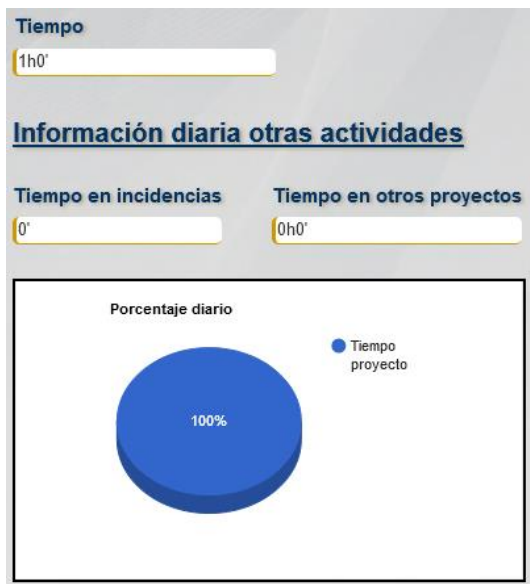 Tiempo
1h0'
Información diaria otras actividades
Tiempo en incidencias
Tiempo en otros proyectos
0'
0h0'
Porcentaje diario
Tiempo
proyecto
100%